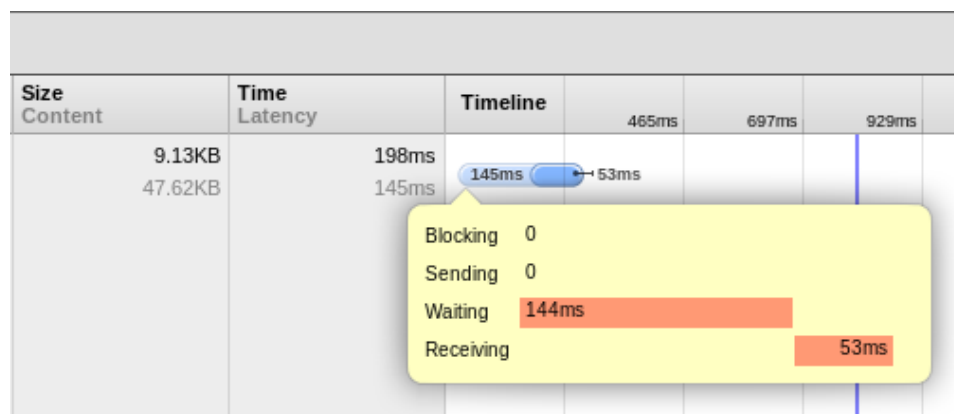 Size Time Timeline
Content Latency 465ms 697ms 929ms
9.13KB 198ms
145ms 53ms
47.62KB 145ms
Blocking 0
Sending 0
Waiting 144ms
Receiving 53ms